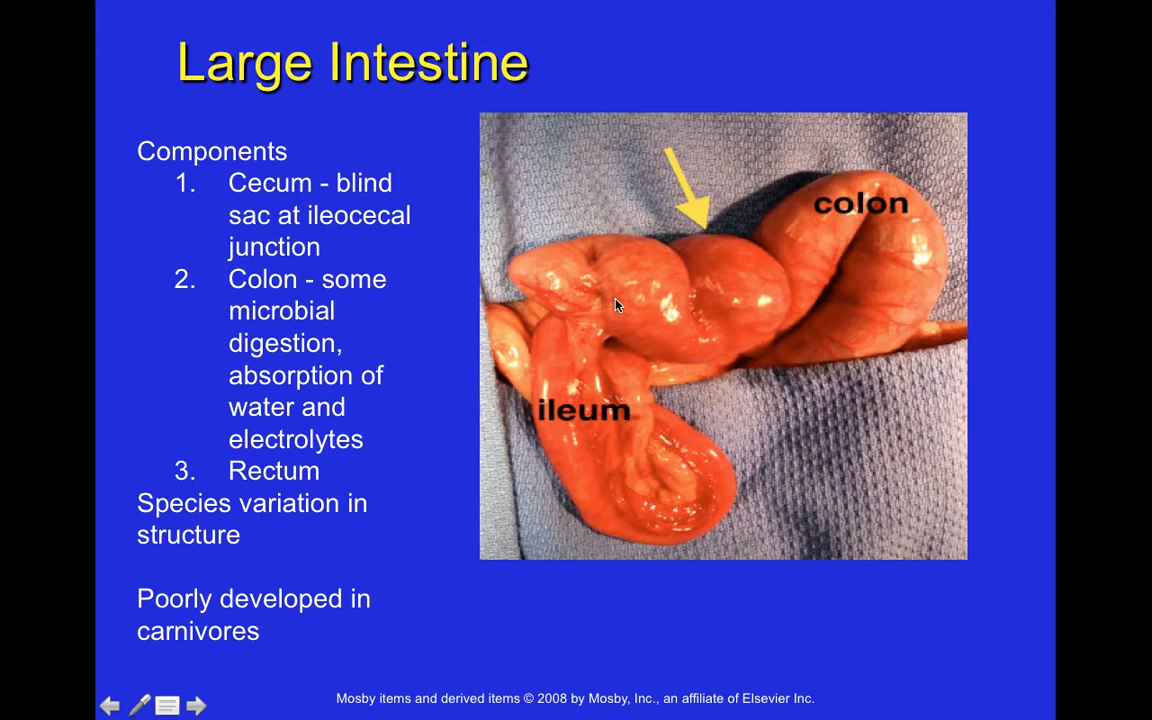 Large Intestine
Components
1. Cecum - blind
sac at ileocecal
junction
2. Colon - some
microbial
digestion,
absorption of
water and
electrolytes
3. Rectum
Species variation in
structure
Poorly developed in
carnivores
colon
ileum
Mosby items and derived items © 2008 by Mosby, Inc., an affiliate of Elsevier Inc.